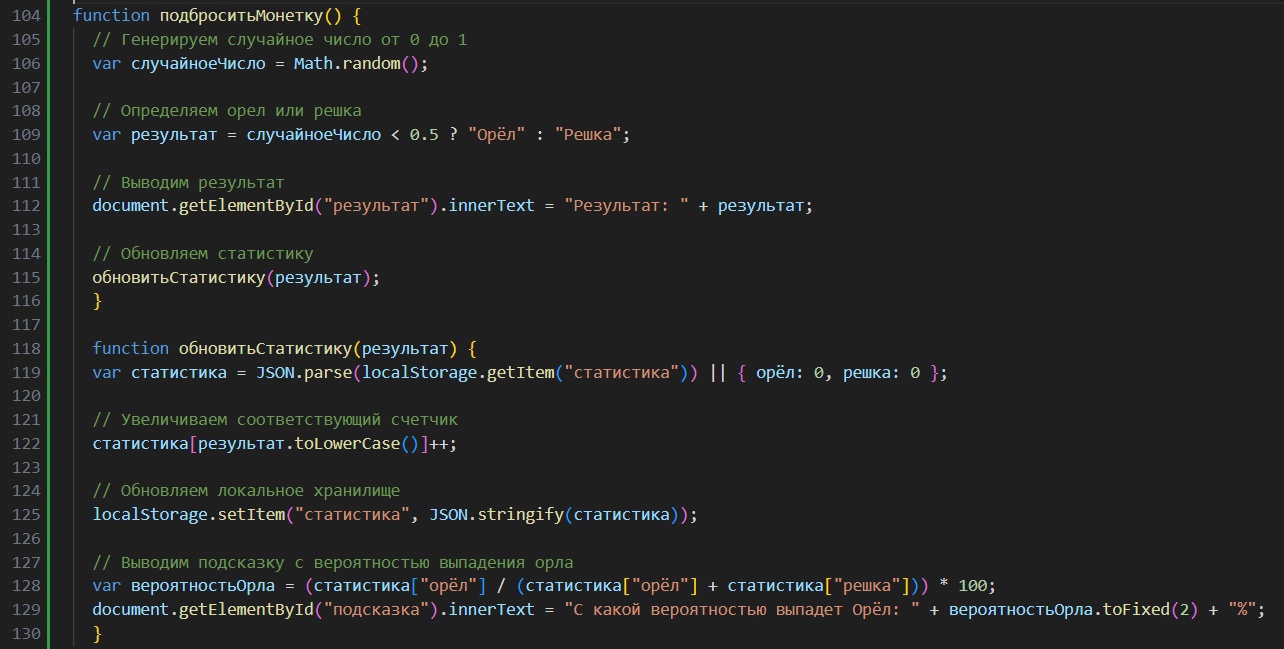 104 function подброситьМонетку() {
105 // Генерируем случайное число от 0 до 1
106 var случайноеЧисло = Math.random();
107
108 // Определяем орел или решка
109 var результат = случайноеЧисло < 0.5 ? "Орёл" : "Решка";
110
111 // Выводим результат
112 document.getElementById("результат").innerText = "Результат: " + результат;
113
114 // Обновляем статистику
115 обновитьСтатистику(результат);
116 }
117
118 function обновитьСтатистику(результат) {
119 var статистика = JSON.parse(localStorage.getItem("статистика")) || { орёл: 0, решка: 0 };
120
121 // Увеличиваем соответствующий счетчик
122 статистика[результат.toLowerCase()]++;
123
124 // Обновляем локальное хранилище
125 localStorage.setItem("статистика", JSON.stringify(статистика));
126
127 // Выводим подсказку с вероятностью выпадения орла
128 var вероятностьОрла = (статистика["орёл"] / (статистика["орёл"] + статистика["решка"])) * 100;
129 document.getElementById("подсказка").innerText = "С какой вероятностью выпадет Орёл: " + вероятностьОрла.toFixed(2) + "%";
130 }